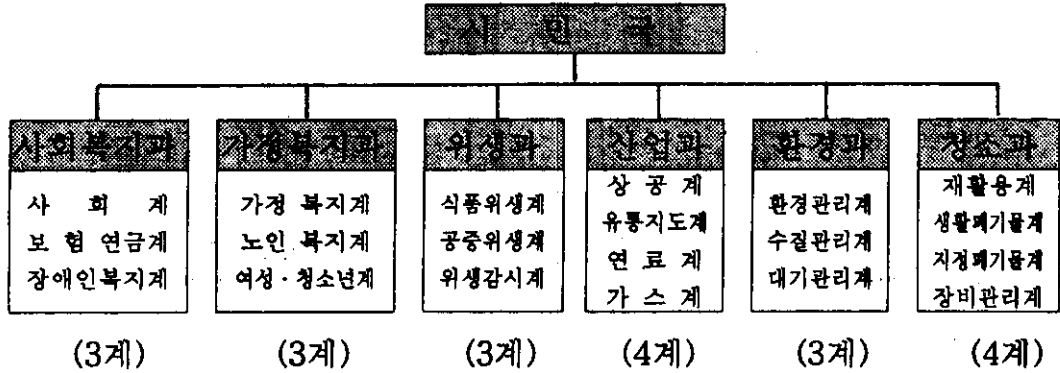 시 민 국
사회복지과
사 회 계
보 험 연금계
장애인복지계
(3계)
가정복지과
가정 복지계
노인 복지계
여성·청소년계
(3계)
위생과
식품위생계
공중위생계
위생감시계
(3계)
산업과
상 공 계
유통지도계
연 료 계
가 스 계
(4계)
환경과
환경관리계
수질관리계
대기관리계
(3계)
청소과
재활용계
생활폐기물계
지정폐기물계
장비관리계
(4계)